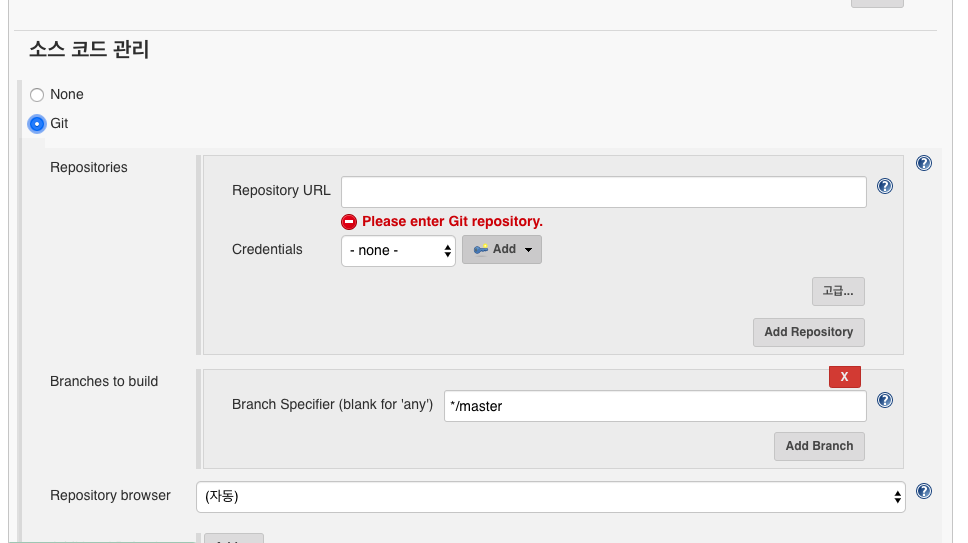 소스 코드 관리
None
Git
Repositories
Repository URL
Please enter Git repository.
Credentials
- none -
Add
고급...
Add Repository
Branches to build
X
Branch Specifier (blank for 'any')
*/master
Add Branch
Repository browser
(자동)